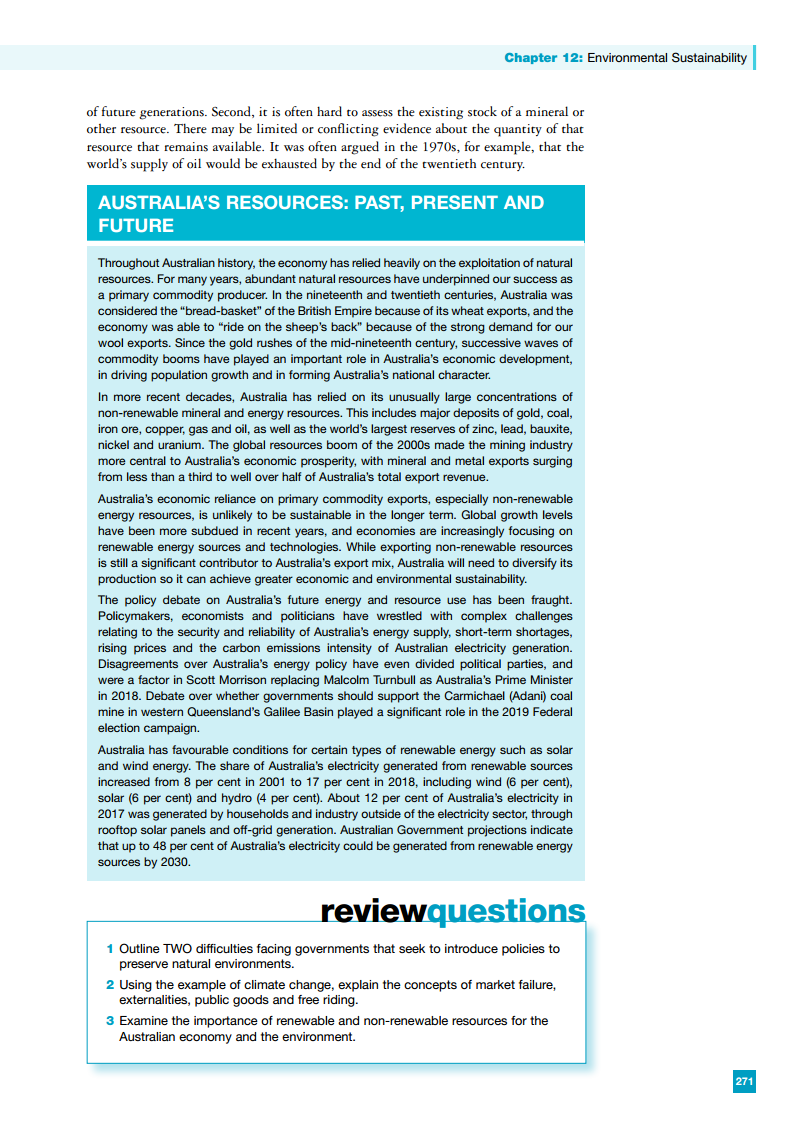 Chapter 12: Environmental Sustainability
of future generations. Second, it is often hard to assess the existing stock of a mineral or
other resource. There may be limited or conflicting evidence about the quantity of that
resource that remains available. It was often argued in the 1970s, for example, that the
world’s supply of oil would be exhausted by the end of the twentieth century.
AUSTRALIA’S RESOURCES: PAST, PRESENT AND
FUTURE
Throughout Australian history, the economy has relied heavily on the exploitation of natural
resources. For many years, abundant natural resources have underpinned our success as
a primary commodity producer. In the nineteenth and twentieth centuries, Australia was
considered the “bread-basket” of the British Empire because of its wheat exports, and the
economy was able to “ride on the sheep’s back” because of the strong demand for our
wool exports. Since the gold rushes of the mid-nineteenth century, successive waves of
commodity booms have played an important role in Australia’s economic development,
in driving population growth and in forming Australia’s national character.
In more recent decades, Australia has relied on its unusually large concentrations of
non-renewable mineral and energy resources. This includes major deposits of gold, coal,
iron ore, copper, gas and oil, as well as the world’s largest reserves of zinc, lead, bauxite,
nickel and uranium. The global resources boom of the 2000s made the mining industry
more central to Australia’s economic prosperity, with mineral and metal exports surging
from less than a third to well over half of Australia’s total export revenue.
Australia’s economic reliance on primary commodity exports, especially non-renewable
energy resources, is unlikely to be sustainable in the longer term. Global growth levels
have been more subdued in recent years, and economies are increasingly focusing on
renewable energy sources and technologies. While exporting non-renewable resources
is still a significant contributor to Australia’s export mix, Australia will need to diversify its
production so it can achieve greater economic and environmental sustainability.
The policy debate on Australia’s future energy and resource use has been fraught.
Policymakers, economists and politicians have wrestled with complex challenges
relating to the security and reliability of Australia’s energy supply, short-term shortages,
rising prices and the carbon emissions intensity of Australian electricity generation.
Disagreements over Australia’s energy policy have even divided political parties, and
were a factor in Scott Morrison replacing Malcolm Turnbull as Australia’s Prime Minister
in 2018. Debate over whether governments should support the Carmichael (Adani) coal
mine in western Queensland’s Galilee Basin played a significant role in the 2019 Federal
election campaign.
Australia has favourable conditions for certain types of renewable energy such as solar
and wind energy. The share of Australia’s electricity generated from renewable sources
increased from 8 per cent in 2001 to 17 per cent in 2018, including wind (6 per cent),
solar (6 per cent) and hydro (4 per cent). About 12 per cent of Australia’s electricity in
2017 was generated by households and industry outside of the electricity sector, through
rooftop solar panels and off-grid generation. Australian Government projections indicate
that up to 48 per cent of Australia’s electricity could be generated from renewable energy
sources by 2030.
reviewquestions
1 Outline TWO difficulties facing governments that seek to introduce policies to
preserve natural environments.
2 Using the example of climate change, explain the concepts of market failure,
externalities, public goods and free riding.
3 Examine the importance of renewable and non-renewable resources for the
Australian economy and the environment.
271